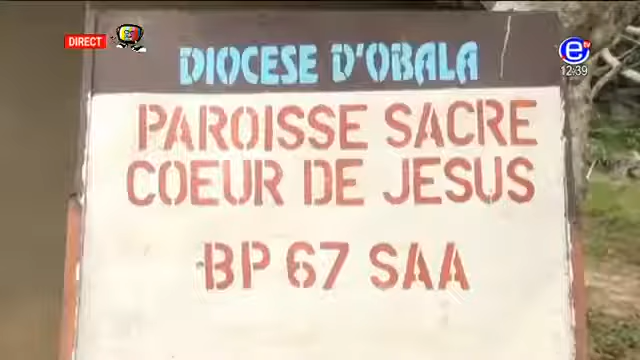 DIRECT
DIOCESE D'OBALA
12:39
PAROISSE SACRE
COEUR DE JESUS
BP 67 SAA